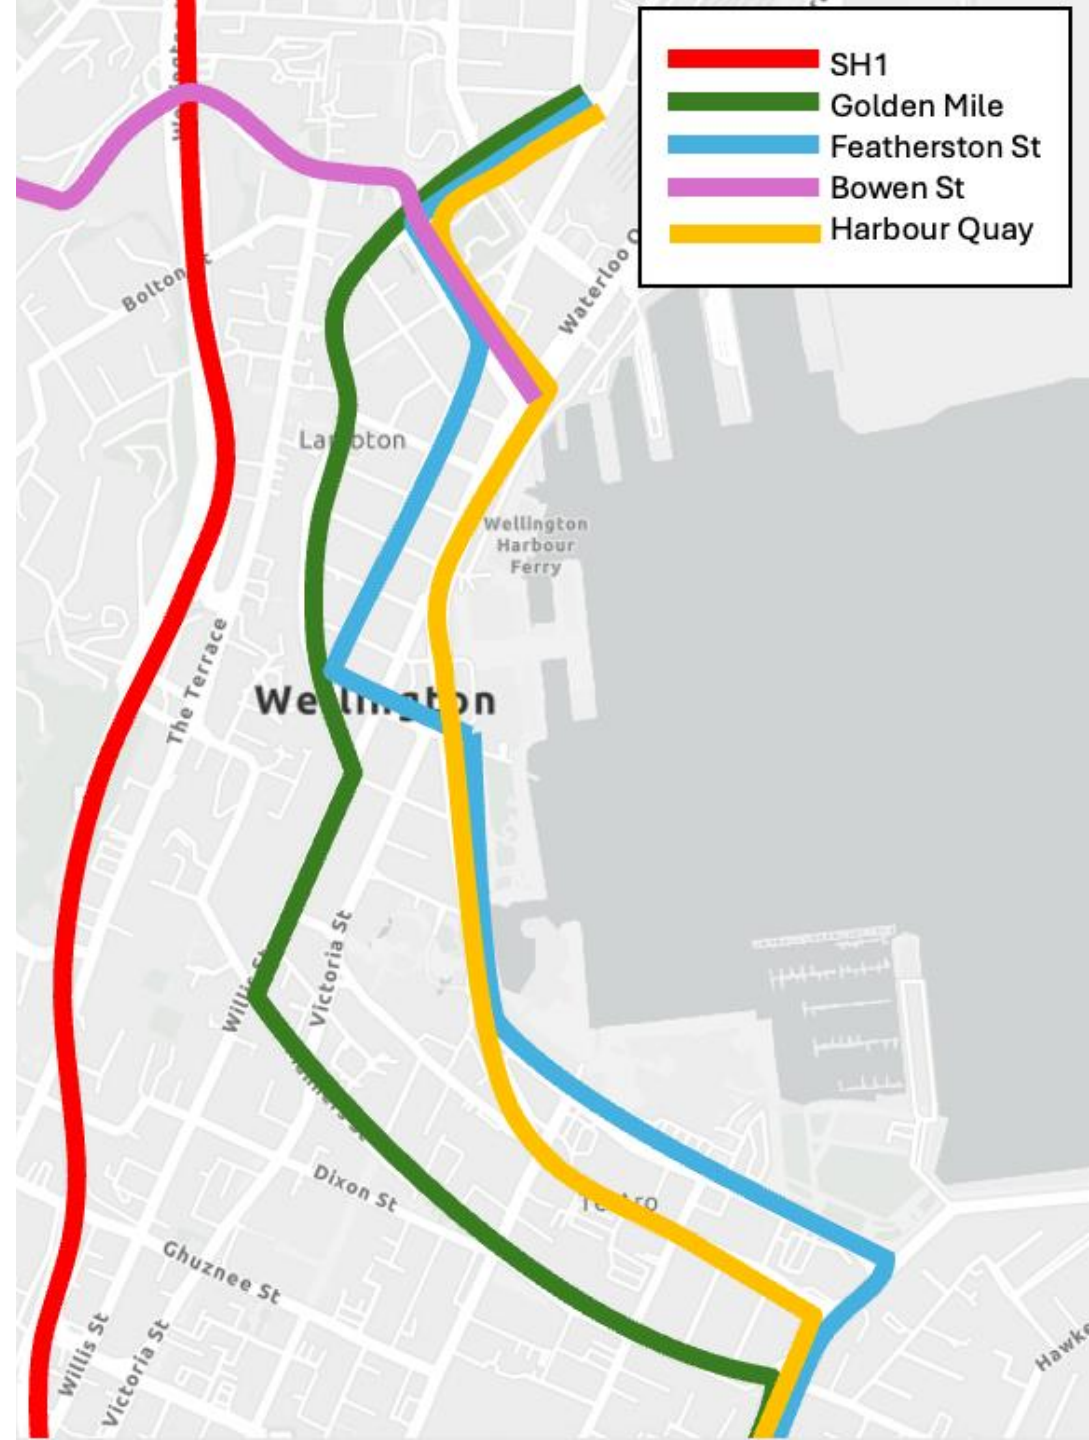 SH1
Golden Mile
Featherston St
Bowen St
Harbour Quay
Bolton
Waterloo Q
Wellington
Harbour
Ferry
The Terrace
Victoria St
Dixon St
Ghuznee St
Willis St
Victoria St
Hawke